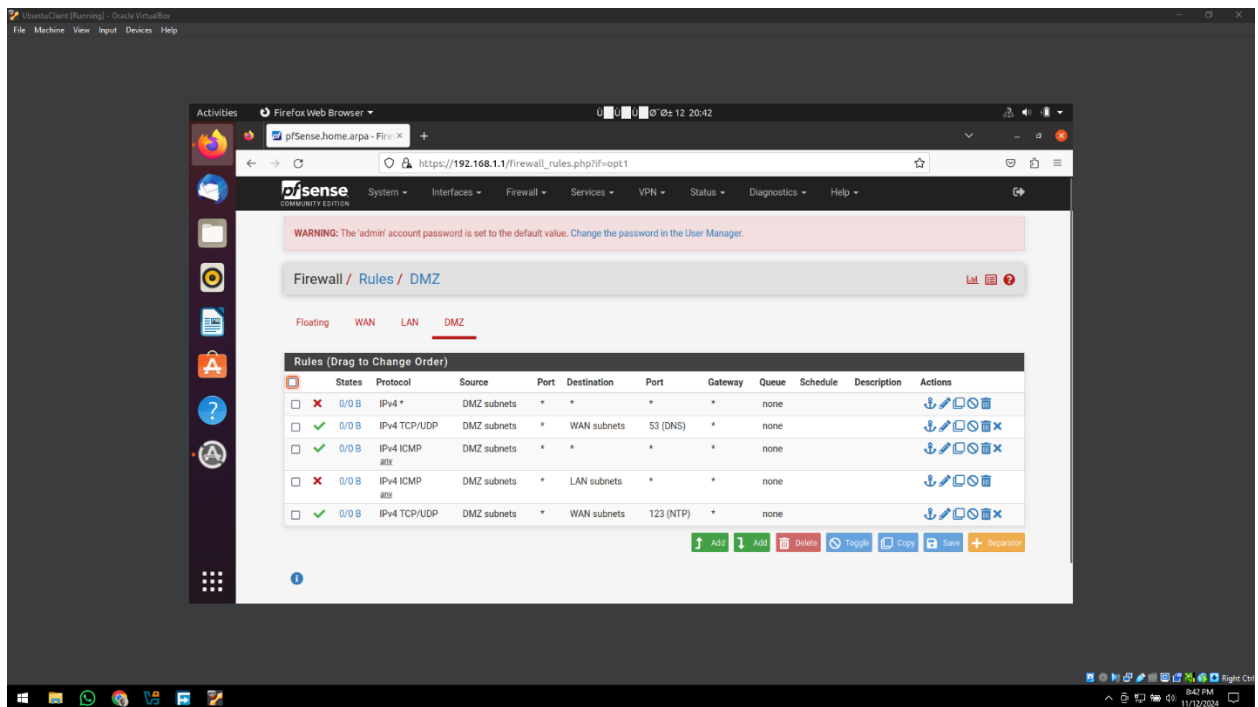 UbuntuClient [Running] - Oracle VirtualBox
File Machine View Input Devices Help
Activities Firefox Web Browser 12 20:42
pfSense.home.arpa - Fire
https://192.168.1.1/firewall_rules.php?if=opt1
pfsense System Interfaces Firewall Services VPN Status Diagnostics Help
COMMUNITY EDITION
WARNING: The 'admin' account password is set to the default value. Change the password in the User Manager.
Firewall / Rules / DMZ
Floating WAN LAN DMZ
Rules (Drag to Change Order)
States Protocol Source Port Destination Port Gateway Queue Schedule Description Actions
0/0 B IPv4 * DMZ subnets * * * * none
0/0 B IPv4 TCP/UDP DMZ subnets * WAN subnets 53 (DNS) * none
0/0 B IPv4 ICMP DMZ subnets * * * * none
any
0/0 B IPv4 ICMP DMZ subnets * LAN subnets * * none
any
0/0 B IPv4 TCP/UDP DMZ subnets * WAN subnets 123 (NTP) * none
Add Add Delete Toggle Copy Save Separator
Right Ctrl
8:42 PM
11/12/2024